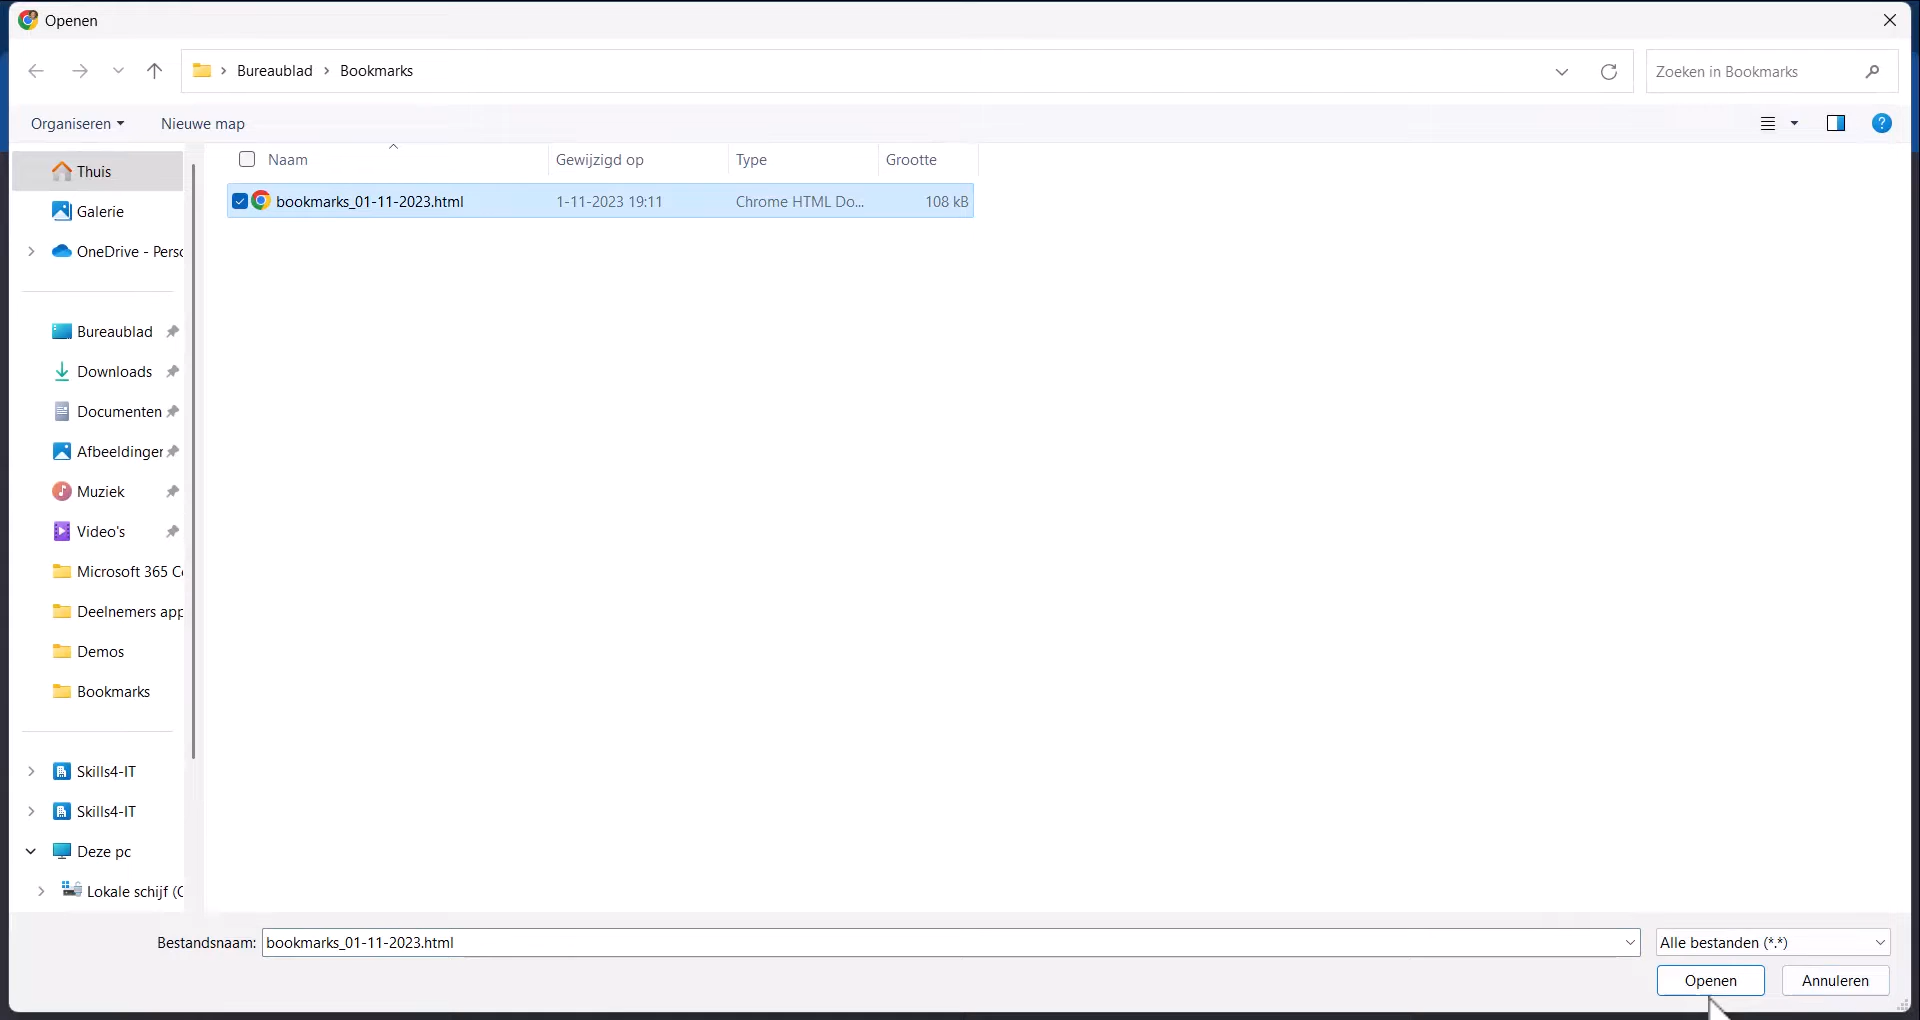 Openen
Bureaublad › Bookmarks
Zoeken in Bookmarks
Organiseren
Nieuwe map
Naam
Gewijzigd op
Type
Grootte
bookmarks_01-11-2023.html
1-11-2023 19:11
Chrome HTML Do...
108 kB
Thuis
Galerie
OneDrive - Perso
Bureaublad
Downloads
Documenten
Afbeeldingen
Muziek
Video's
Microsoft 365 Co
Deelnemers app
Demos
Bookmarks
Skills4-IT
Skills4-IT
Deze pc
Lokale schijf (C
Bestandsnaam:
bookmarks_01-11-2023.html
Alle bestanden (*.*)
Openen
Annuleren